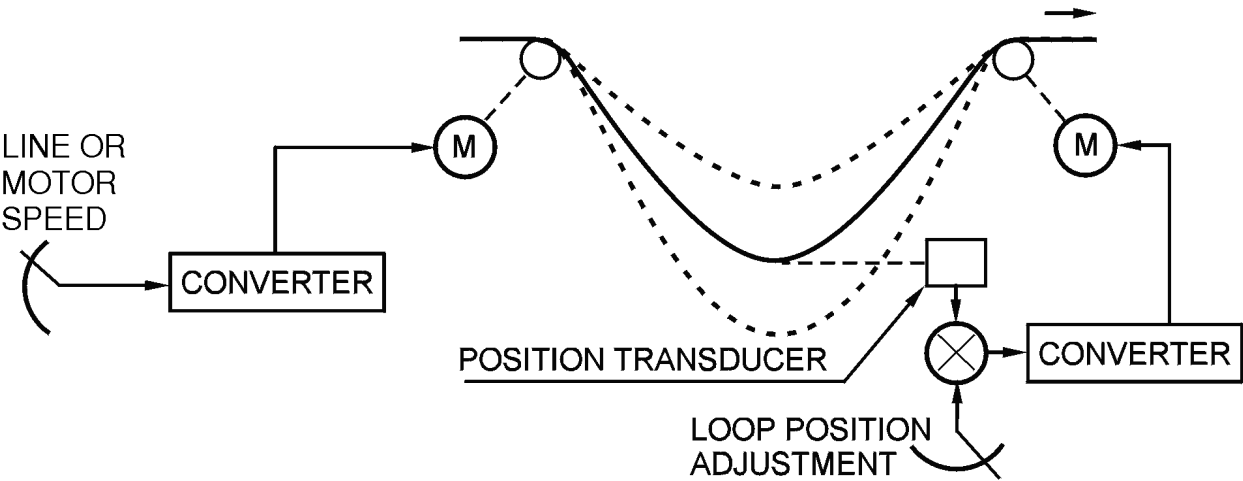 LINE OR
MOTOR
SPEED
M
M
CONVERTER
POSITION TRANSDUCER
CONVERTER
LOOP POSITION
ADJUSTMENT